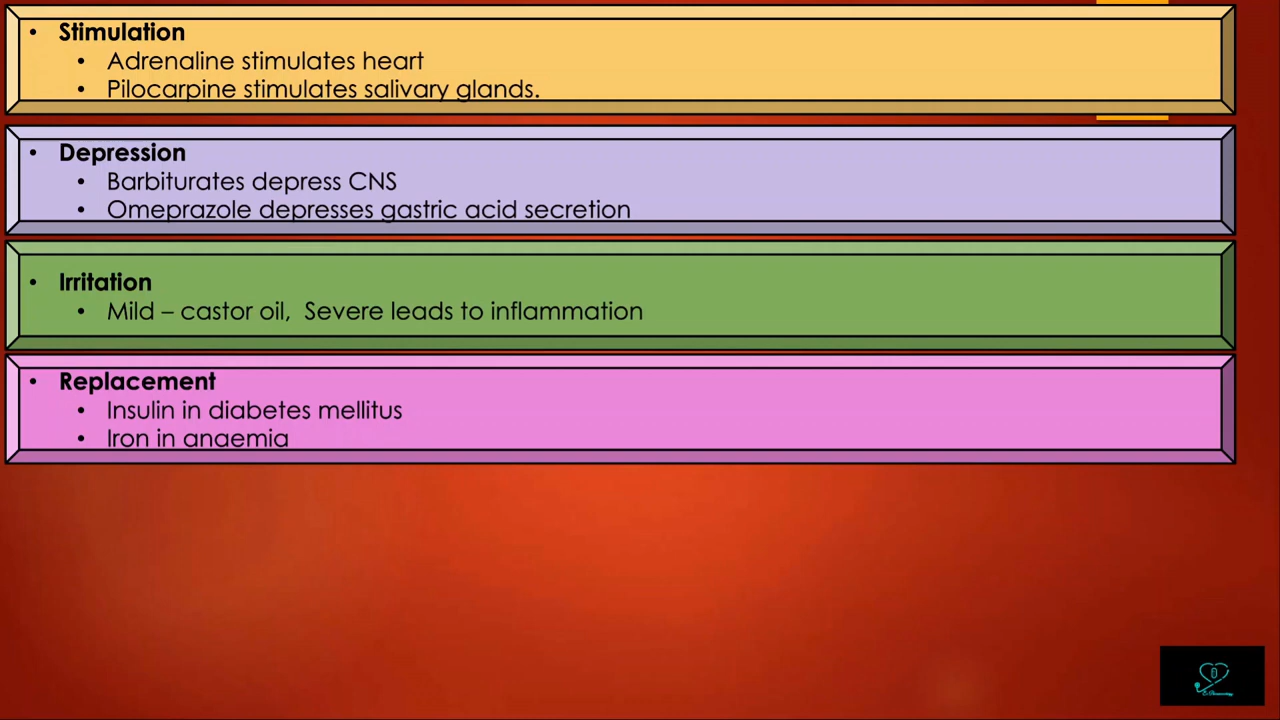 • Stimulation
• Adrenaline stimulates heart
• Pilocarpine stimulates salivary glands.
• Depression
• Barbiturates depress CNS
• Omeprazole depresses gastric acid secretion
• Irritation
• Mild – castor oil,  Severe leads to inflammation
• Replacement
• Insulin in diabetes mellitus
• Iron in anaemia